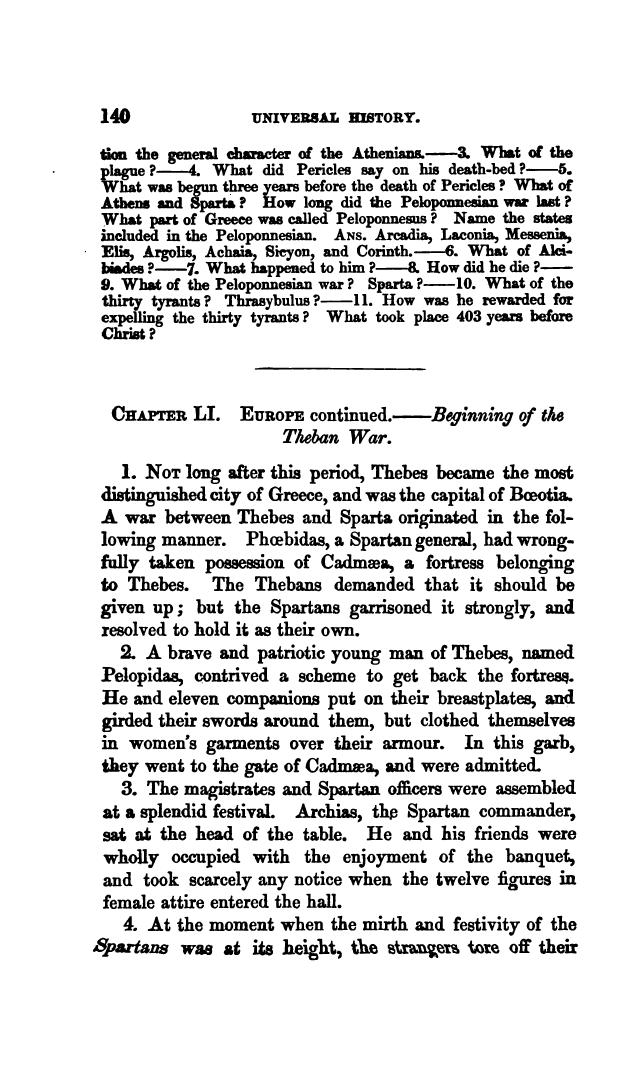 140 UNIVERSAL HISTORY.
tion the general character of the Athenians.——3. What of the
plague?——4. What did Pericles say on his death-bed?——5.
What was begun three years before the death of Pericles? What of
Athens and Sparta? How long did the Peloponnesian war last?
What part of Greece was called Peloponnesus? Name the states
included in the Peloponnesian. ANS. Arcadia, Laconia, Messenia,
Elis, Argolis, Achaia, Sicyon, and Corinth.——6. What of Alci-
biades?——7. What happened to him?——8. How did he die?——
9. What of the Peloponnesian war? Sparta?——10. What of the
thirty tyrants? Thrasybulus?——11. How was he rewarded for
expelling the thirty tyrants? What took place 403 years before
Christ?
CHAPTER LI. EUROPE continued.——Beginning of the
Theban War.
1. NOT long after this period, Thebes became the most
distinguished city of Greece, and was the capital of Bœotia.
A war between Thebes and Sparta originated in the fol-
lowing manner. Phœbidas, a Spartan general, had wrong-
fully taken possession of Cadmæa, a fortress belonging
to Thebes. The Thebans demanded that it should be
given up; but the Spartans garrisoned it strongly, and
resolved to hold it as their own.
2. A brave and patriotic young man of Thebes, named
Pelopidas, contrived a scheme to get back the fortress.
He and eleven companions put on their breastplates, and
girded their swords around them, but clothed themselves
in women's garments over their armour. In this garb,
they went to the gate of Cadmæa, and were admitted.
3. The magistrates and Spartan officers were assembled
at a splendid festival. Archias, the Spartan commander,
sat at the head of the table. He and his friends were
wholly occupied with the enjoyment of the banquet,
and took scarcely any notice when the twelve figures in
female attire entered the hall.
4. At the moment when the mirth and festivity of the
Spartans was at its height, the strangers tore off their